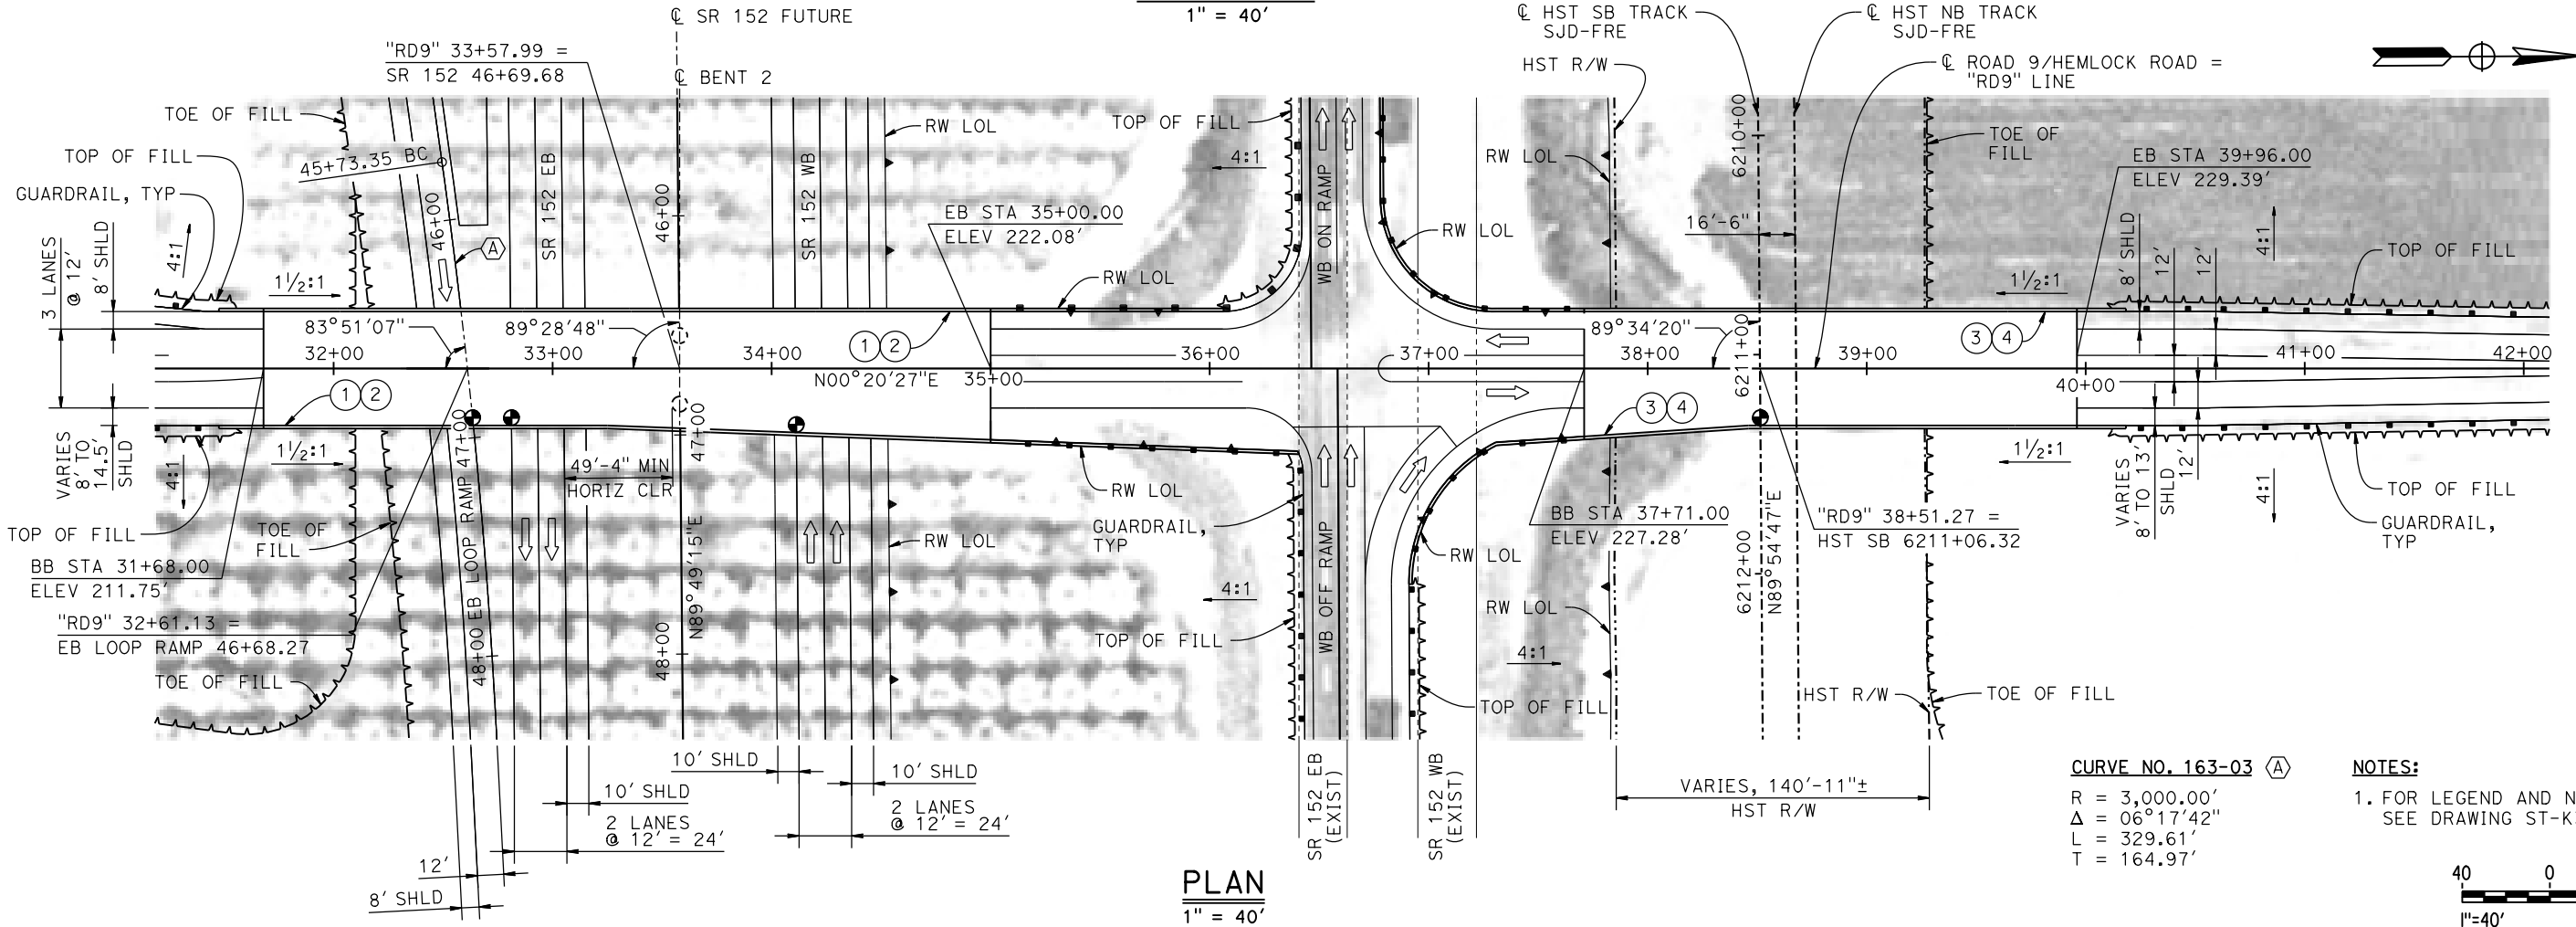 1" = 40'
℄ SR 152 FUTURE
"RD9" 33+57.99 =
SR 152 46+69.68
℄ BENT 2
℄ HST SB TRACK
SJD-FRE
℄ HST NB TRACK
SJD-FRE
HST R/W
℄ ROAD 9/HEMLOCK ROAD =
"RD9" LINE
TOE OF FILL
TOP OF FILL
45+73.35 BC
GUARDRAIL, TYP
3 LANES
@ 12'
8' SHLD
4:1
1½:1
46+00
A
SR 152 EB
46+00
SR 152 WB
RW LOL
EB STA 35+00.00
ELEV 222.08'
RW LOL
TOP OF FILL
4:1
WB ON RAMP
RW LOL
RW LOL
6210+00
16'-6"
TOE OF
FILL
EB STA 39+96.00
ELEV 229.39'
8' SHLD
12'
12'
4:1
TOP OF FILL
1½:1
83°51'07"
89°28'48"
32+00
33+00
34+00
1 2
N00°20'27"E
35+00
36+00
37+00
89°34'20"
38+00
6211+00
39+00
3 4
40+00
41+00
42+00
1 2
3 4
VARIES
8' TO
14.5'
SHLD
4:1
1½:1
47+00
EB LOOP RAMP
48+00
49'-4" MIN
HORIZ CLR
47+00
N89°49'15"E
48+00
RW LOL
RW LOL
GUARDRAIL,
TYP
4:1
TOP OF FILL
WB OFF RAMP
RW LOL
BB STA 37+71.00
ELEV 227.28'
RW LOL
4:1
6212+00
N89°54'47"E
"RD9" 38+51.27 =
HST SB 6211+06.32
1½:1
VARIES
8' TO 13'
SHLD
12'
4:1
TOP OF FILL
GUARDRAIL,
TYP
TOP OF FILL
TOE OF
FILL
BB STA 31+68.00
ELEV 211.75'
"RD9" 32+61.13 =
EB LOOP RAMP 46+68.27
TOE OF FILL
TOP OF FILL
HST R/W
TOE OF FILL
10' SHLD
10' SHLD
10' SHLD
2 LANES
@ 12' = 24'
2 LANES
@ 12' = 24'
12'
8' SHLD
SR 152 EB
(EXIST)
SR 152 WB
(EXIST)
VARIES, 140'-11"±
HST R/W
CURVE NO. 163-03 A
R = 3,000.00'
Δ = 06°17'42"
L = 329.61'
T = 164.97'
NOTES:
1. FOR LEGEND AND N
SEE DRAWING ST-K
PLAN
1" = 40'
40 0
1"=40'